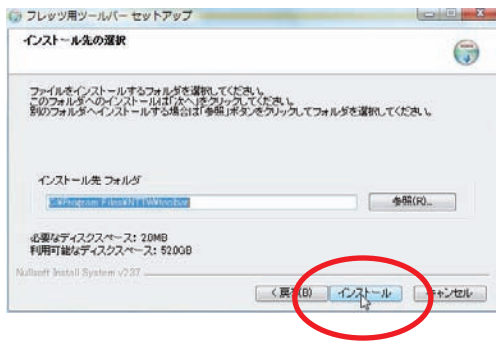 フレッツ用ツールバー セットアップ
インストール先の選択
ファイルをインストールするフォルダを選択してください。
このフォルダへのインストールは「次へ」をクリックしてください。
別のフォルダへインストールする場合は「参照」ボタンをクリックしてフォルダを選択してください。
インストール先 フォルダ
C:¥Program Files¥NTTW¥toolbar
参照(R)...
必要なディスクスペース: 2.0MB
利用可能なディスクスペース: 52.0GB
Nullsoft Install System v2.37
< 戻る(B)
インストール
キャンセル